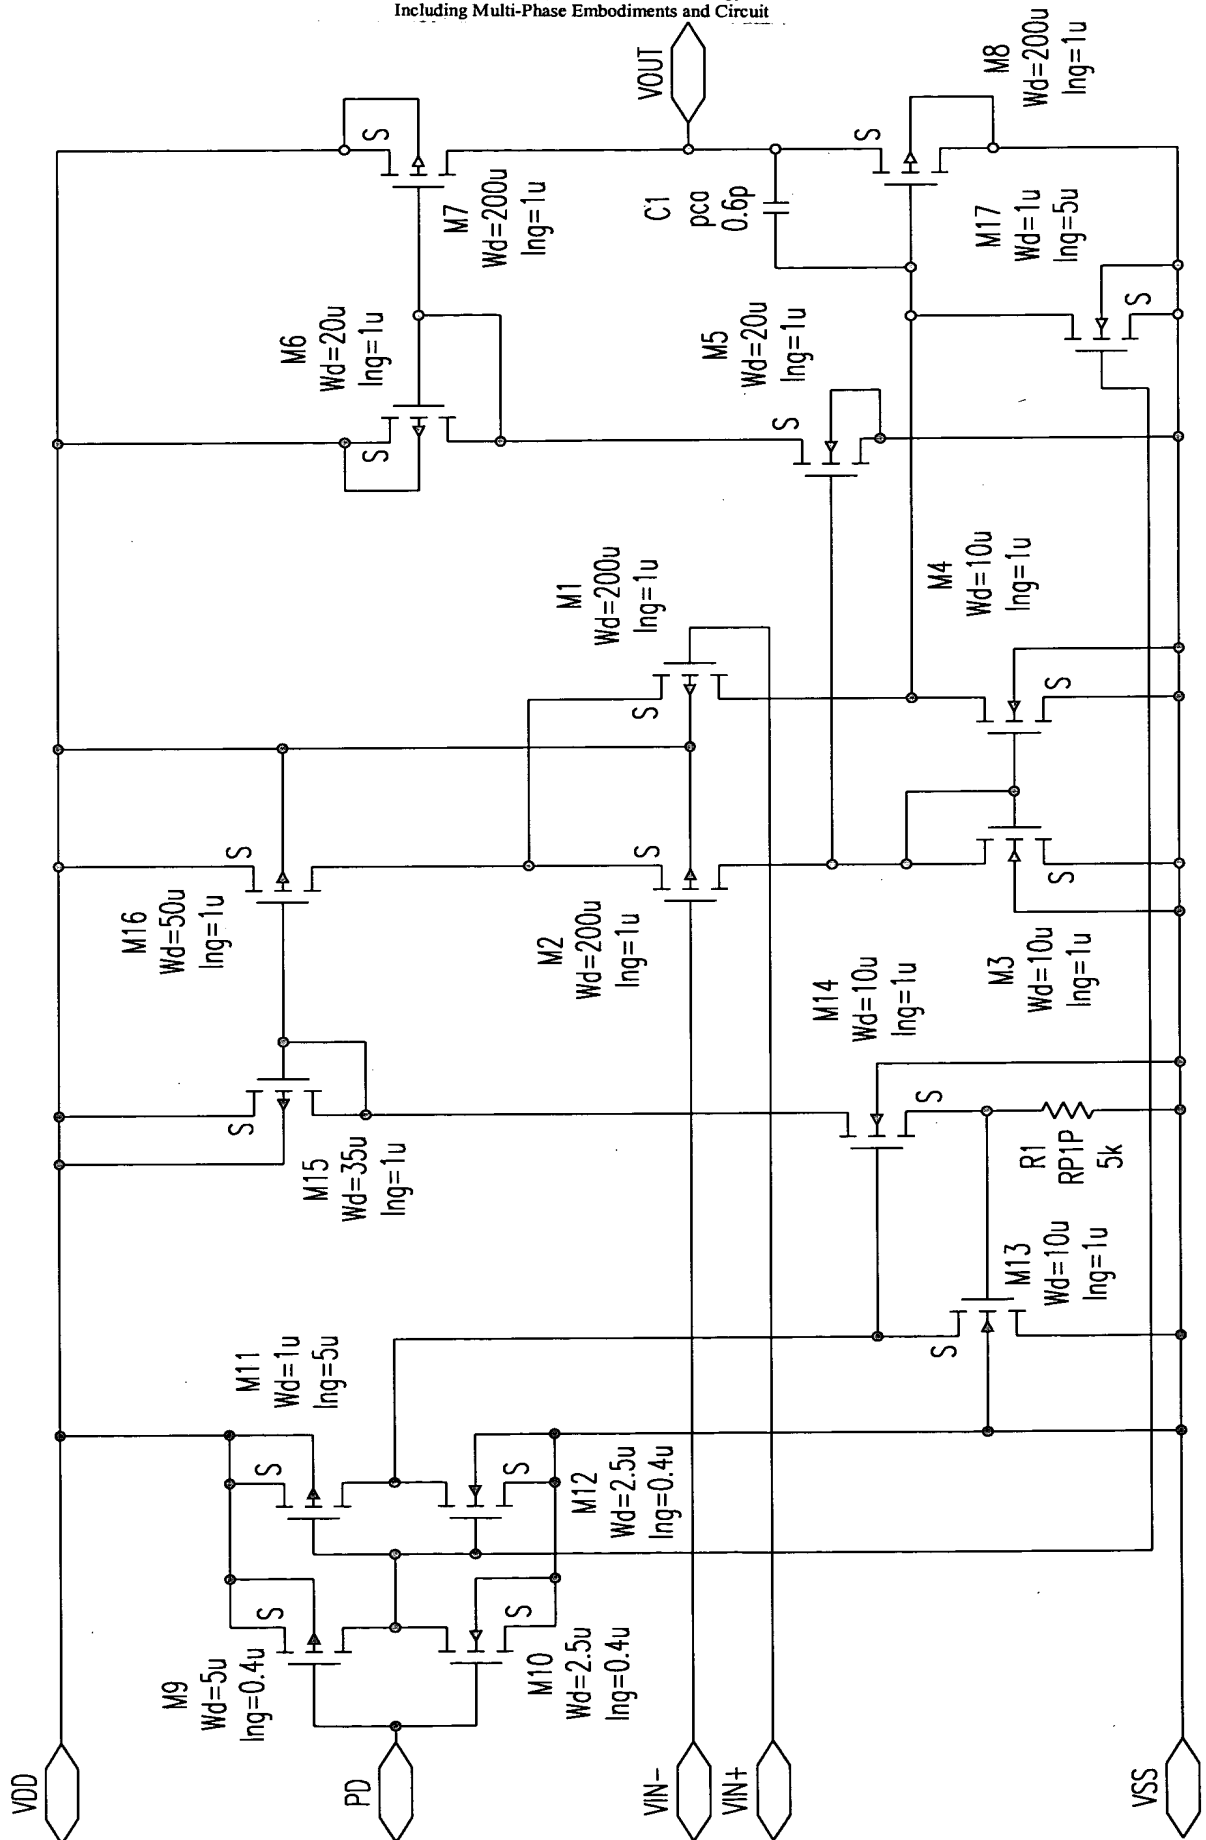 Including Multi-Phase Embodiments and Circuit
VDD
PD
VIN-
VIN+
VSS
M9
Wd=5u
lng=0.4u
S
M10
Wd=2.5u
lng=0.4u
S
M11
Wd=1u
lng=5u
S
M12
Wd=2.5u
lng=0.4u
S
M13
Wd=10u
lng=1u
S
R1
RP1P
5k
M15
Wd=35u
lng=1u
S
M14
Wd=10u
lng=1u
S
M16
Wd=50u
lng=1u
S
M2
Wd=200u
lng=1u
S
M3
Wd=10u
lng=1u
S
M1
Wd=200u
lng=1u
S
M4
Wd=10u
lng=1u
S
M6
Wd=20u
lng=1u
S
M5
Wd=20u
lng=1u
S
M7
Wd=200u
lng=1u
S
C1
pca
0.6p
M17
Wd=1u
lng=5u
S
VOUT
M8
Wd=200u
lng=1u
S